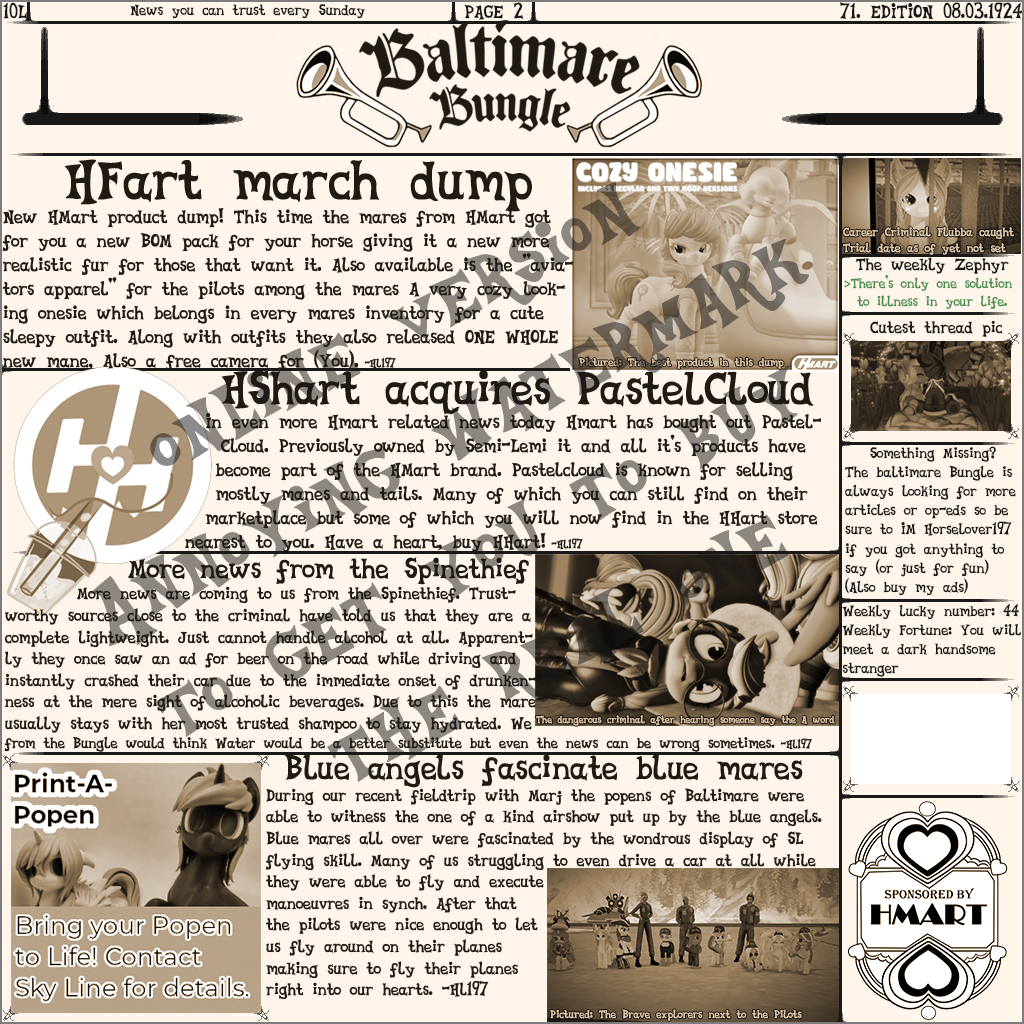 10L
News you can trust every Sunday
PAGE 2
71. EDITION 08.03.1924
Baltimare
Bungle
HFart march dump
New HMart product dump! This time the mares from HMart got
for you a new BOM pack for your horse giving it a new more
realistic fur for those that want it. Also available is the "avia-
tors apparel" for the pilots among the mares A very cozy look-
ing onesie which belongs in every mares inventory for a cute
sleepy outfit. Along with outfits they also released ONE WHOLE
new mane. Also a free camera for (You). -HL197
COZY ONESIE
INCLUDES REGULAR AND TINY HOOF VERSIONS
Pictured: The best product in this dump
HMART
HShart acquires PastelCloud
In even more Hmart related news today Hmart has bought out Pastel-
Cloud. Previously owned by Semi-Lemi it and all it's products have
become part of the HMart brand. Pastelcloud is known for selling
mostly manes and tails. Many of which you can still find on their
marketplace but some of which you will now find in the HHart store
nearest to you. Have a heart, buy HHart! -HL197
HH
More news from the Spinethief
More news are coming to us from the Spinethief. Trust-
worthy sources close to the criminal have told us that they are a
complete lightweight. Just cannot handle alcohol at all. Apparent-
ly they once saw an ad for beer on the road while driving and
instantly crashed their car due to the immediate onset of drunken-
ness at the mere sight of alcoholic beverages. Due to this the mare
usually stays with her most trusted shampoo to stay hydrated. We
from the Bungle would think Water would be a better substitute but even the news can be wrong sometimes. -HL197
The dangerous criminal after hearing someone say the A word
Print-A-
Popen
Bring your Popen
to Life! Contact
Sky Line for details.
Blue angels fascinate blue mares
During our recent fieldtrip with Marj the popens of Baltimare were
able to witness the one of a kind airshow put up by the blue angels.
Blue mares all over were fascinated by the wondrous display of SL
flying skill. Many of us struggling to even drive a car at all while
they were able to fly and execute
manoeuvres in synch. After that
the pilots were nice enough to let
us fly around on their planes
making sure to fly their planes
right into our hearts. -HL197
Pictured: The Brave explorers next to the Pilots
Career Criminal Flubba caught
Trial date as of yet not set
The weekly Zephyr
>There's only one solution
to illness in your life.
Cutest thread pic
Something Missing?
The baltimare Bungle is
always looking for more
articles or op-eds so be
sure to IM Horselover197
if you got anything to
say (or just for fun)
(Also buy my ads)
Weekly lucky number: 44
Weekly Fortune: You will
meet a dark handsome
stranger
SPONSORED BY
HMART
ONLINE VERSION
ANNOYING WATERMARK.
TO GET YOU TO BUY
THE REAL ONE